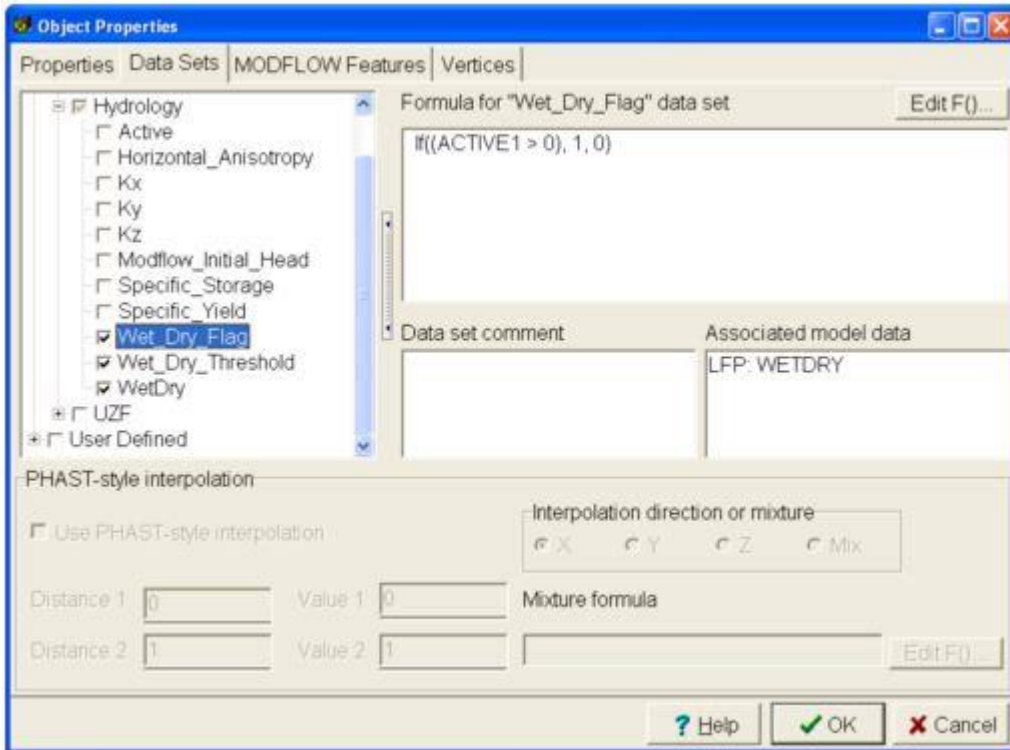 Object Properties
Properties Data Sets MODFLOW Features Vertices
Hydrology
Active
Horizontal_Anisotropy
Kx
Ky
Kz
Modflow_Initial_Head
Specific_Storage
Specific_Yield
Wet_Dry_Flag
Wet_Dry_Threshold
WetDry
UZF
User Defined
Formula for "Wet_Dry_Flag" data set Edit F()...
If((ACTIVE1 > 0), 1, 0)
Data set comment Associated model data
LFP: WETDRY
PHAST-style interpolation
Use PHAST-style interpolation
Interpolation direction or mixture
X Y Z Mix
Distance 1 0 Value 1 0 Mixture formula
Distance 2 1 Value 2 1 Edit F()...
? Help OK Cancel